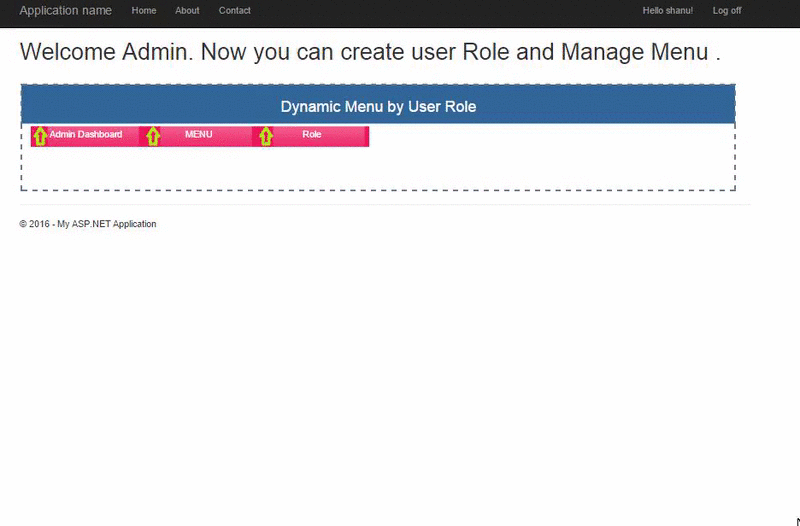 Application name Home About Contact Hello shanu! Log off
Welcome Admin. Now you can create user Role and Manage Menu .
Dynamic Menu by User Role
Admin Dashboard MENU Role
© 2016 - My ASP.NET Application